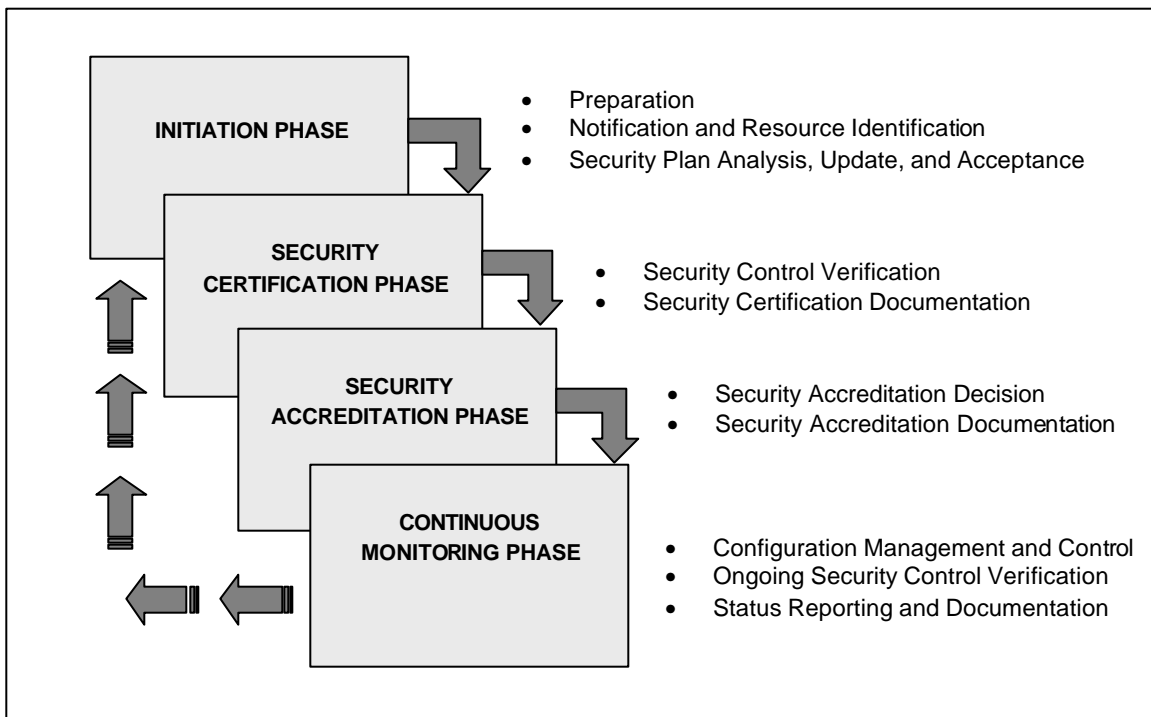 INITIATION PHASE
• Preparation
• Notification and Resource Identification
• Security Plan Analysis, Update, and Acceptance
SECURITY
CERTIFICATION PHASE
• Security Control Verification
• Security Certification Documentation
SECURITY
ACCREDITATION PHASE
• Security Accreditation Decision
• Security Accreditation Documentation
CONTINUOUS
MONITORING PHASE
• Configuration Management and Control
• Ongoing Security Control Verification
• Status Reporting and Documentation